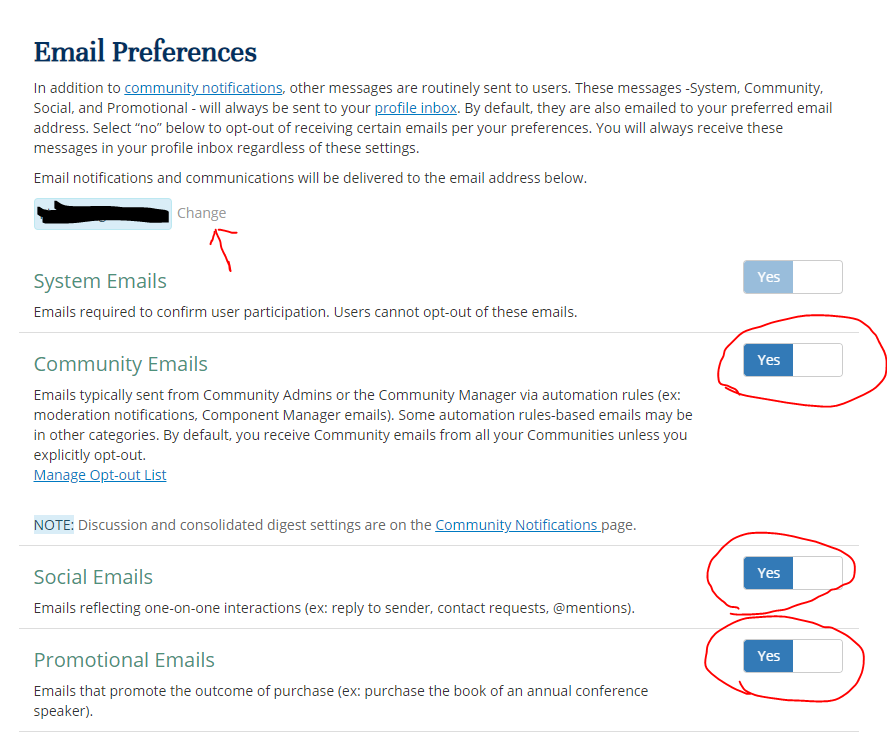 Email Preferences
In addition to community notifications, other messages are routinely sent to users. These messages -System, Community,
Social, and Promotional - will always be sent to your profile inbox. By default, they are also emailed to your preferred email
address. Select “no” below to opt-out of receiving certain emails per your preferences. You will always receive these
messages in your profile inbox regardless of these settings.
Email notifications and communications will be delivered to the email address below.
Change
System Emails
Yes
Emails required to confirm user participation. Users cannot opt-out of these emails.
Community Emails
Yes
Emails typically sent from Community Admins or the Community Manager via automation rules (ex:
moderation notifications, Component Manager emails). Some automation rules-based emails may be
in other categories. By default, you receive Community emails from all your Communities unless you
explicitly opt-out.
Manage Opt-out List
NOTE: Discussion and consolidated digest settings are on the Community Notifications page.
Social Emails
Yes
Emails reflecting one-on-one interactions (ex: reply to sender, contact requests, @mentions).
Promotional Emails
Yes
Emails that promote the outcome of purchase (ex: purchase the book of an annual conference
speaker).